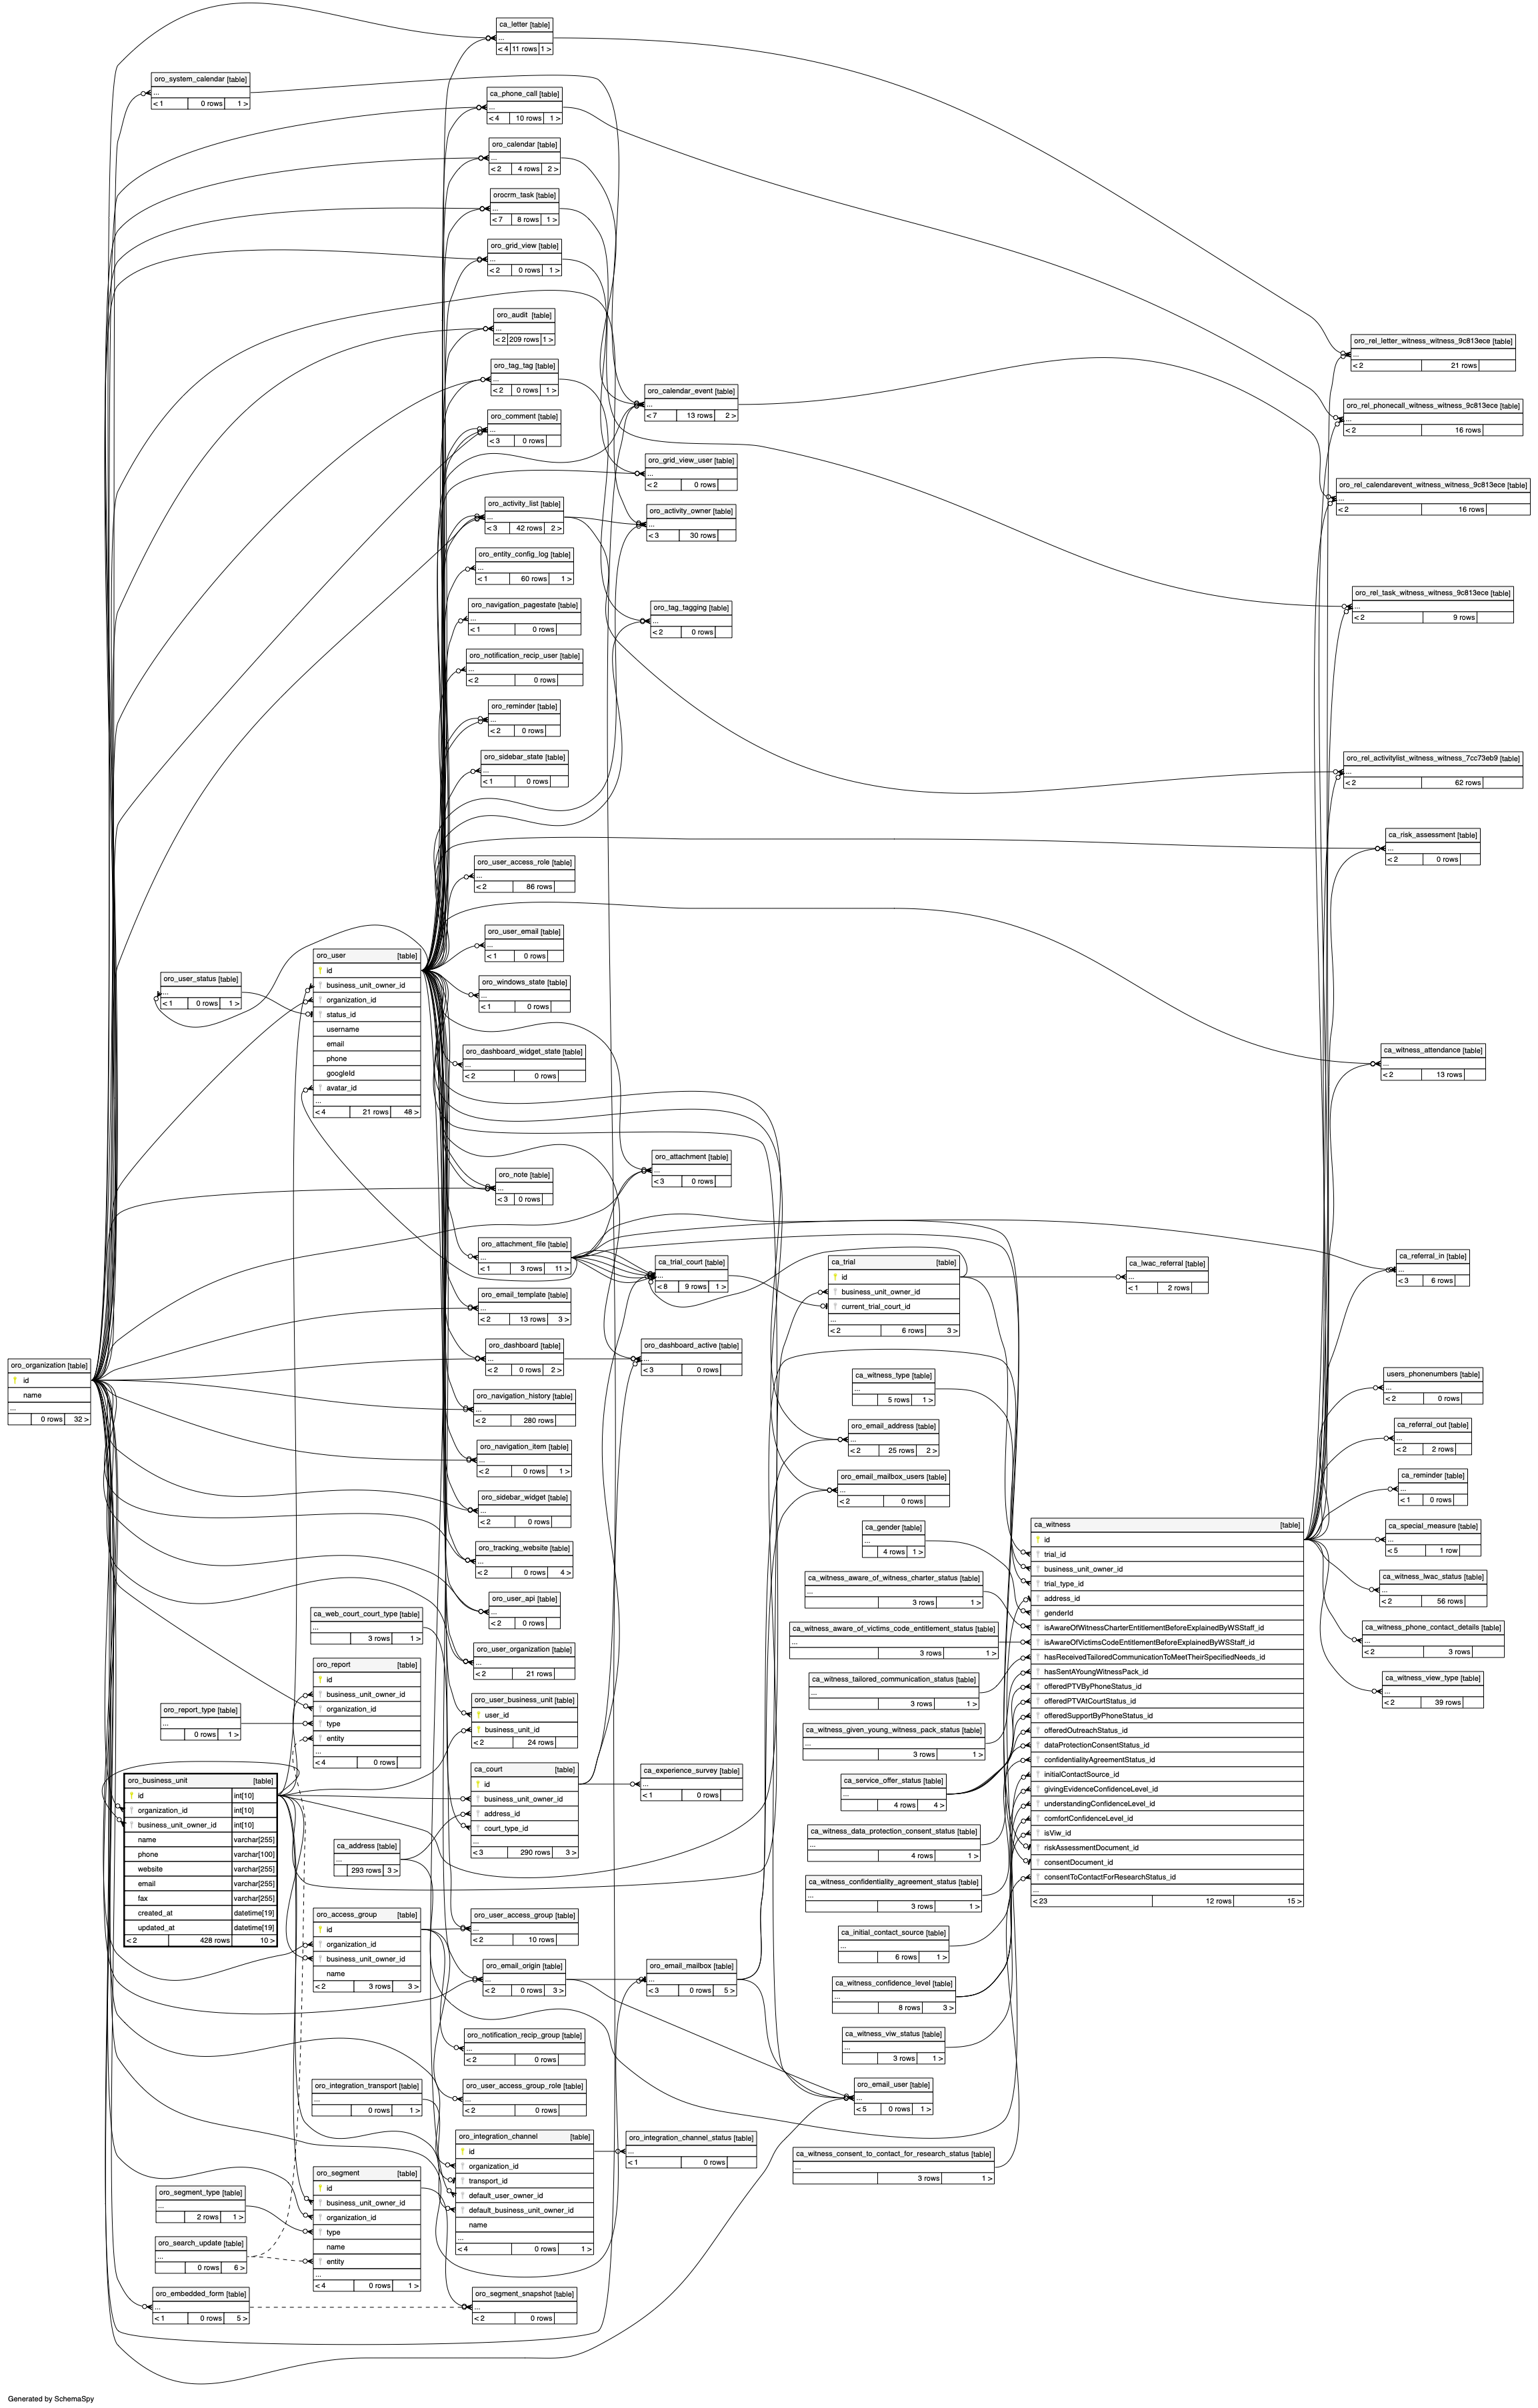 ca_letter [table]
...
< 4 11 rows 1 >
oro_system_calendar [table]
...
< 1 0 rows 1 >
ca_phone_call [table]
...
< 4 10 rows 1 >
oro_calendar [table]
...
< 2 4 rows 2 >
orocrm_task [table]
...
< 7 8 rows 1 >
oro_grid_view [table]
...
< 2 0 rows 1 >
oro_audit [table]
...
< 2 209 rows 1 >
oro_tag_tag [table]
...
< 2 0 rows 1 >
oro_comment [table]
...
< 3 0 rows
oro_activity_list [table]
...
< 3 42 rows 2 >
oro_entity_config_log [table]
...
< 1 60 rows 1 >
oro_navigation_pagestate [table]
...
< 1 0 rows
oro_notification_recip_user [table]
...
< 2 0 rows
oro_reminder [table]
...
< 2 0 rows
oro_sidebar_state [table]
...
< 1 0 rows
oro_user_access_role [table]
...
< 2 86 rows
oro_user_email [table]
...
< 1 0 rows
oro_windows_state [table]
...
< 1 0 rows
oro_dashboard_widget_state [table]
...
< 2 0 rows
oro_note [table]
...
< 3 0 rows
oro_attachment_file [table]
...
< 1 3 rows 11 >
oro_email_template [table]
...
< 2 13 rows 3 >
oro_dashboard [table]
...
< 2 0 rows 2 >
oro_navigation_history [table]
...
< 2 280 rows
oro_navigation_item [table]
...
< 2 0 rows 1 >
oro_sidebar_widget [table]
...
< 2 0 rows
oro_tracking_website [table]
...
< 2 0 rows 4 >
oro_user_api [table]
...
< 2 0 rows
oro_user_organization [table]
...
< 2 21 rows
oro_user_business_unit [table]
user_id
business_unit_id
< 2 24 rows
ca_court [table]
id
business_unit_owner_id
address_id
court_type_id
...
< 3 290 rows 3 >
oro_user_access_group [table]
...
< 2 10 rows
oro_email_origin [table]
...
< 2 0 rows 3 >
oro_notification_recip_group [table]
...
< 2 0 rows
oro_user_access_group_role [table]
...
< 2 0 rows
oro_integration_channel [table]
id
organization_id
transport_id
default_user_owner_id
default_business_unit_owner_id
name
...
< 4 0 rows 1 >
oro_segment_snapshot [table]
...
< 2 0 rows
oro_user_status [table]
...
< 1 0 rows 1 >
oro_user [table]
id
business_unit_owner_id
organization_id
status_id
username
email
phone
googleId
avatar_id
...
< 4 21 rows 48 >
oro_organization [table]
id
name
...
0 rows 32 >
ca_web_court_court_type [table]
...
3 rows 1 >
oro_report [table]
id
business_unit_owner_id
organization_id
type
entity
...
< 4 0 rows
oro_report_type [table]
...
0 rows 1 >
oro_business_unit [table]
id int[10]
organization_id int[10]
business_unit_owner_id int[10]
name varchar[255]
phone varchar[100]
website varchar[255]
email varchar[255]
fax varchar[255]
created_at datetime[19]
updated_at datetime[19]
< 2 428 rows 10 >
ca_address [table]
...
293 rows 3 >
oro_access_group [table]
id
organization_id
business_unit_owner_id
name
< 2 3 rows 3 >
oro_integration_transport [table]
...
0 rows 1 >
oro_segment [table]
id
business_unit_owner_id
organization_id
type
name
entity
...
< 4 0 rows 1 >
oro_segment_type [table]
...
2 rows 1 >
oro_search_update [table]
...
0 rows 6 >
oro_embedded_form [table]
...
< 1 0 rows 5 >
oro_calendar_event [table]
...
< 7 13 rows 2 >
oro_grid_view_user [table]
...
< 2 0 rows
oro_activity_owner [table]
...
< 3 30 rows
oro_tag_tagging [table]
...
< 2 0 rows
oro_attachment [table]
...
< 3 0 rows
ca_trial_court [table]
...
< 8 9 rows 1 >
oro_dashboard_active [table]
...
< 3 0 rows
ca_experience_survey [table]
...
< 1 0 rows
oro_email_mailbox [table]
...
< 3 0 rows 5 >
oro_integration_channel_status [table]
...
< 1 0 rows
ca_trial [table]
id
business_unit_owner_id
current_trial_court_id
...
< 2 6 rows 3 >
ca_witness_type [table]
...
5 rows 1 >
oro_email_address [table]
...
< 2 25 rows 2 >
oro_email_mailbox_users [table]
...
< 2 0 rows
ca_gender [table]
...
4 rows 1 >
ca_witness_aware_of_witness_charter_status [table]
...
3 rows 1 >
ca_witness_aware_of_victims_code_entitlement_status [table]
...
3 rows 1 >
ca_witness_tailored_communication_status [table]
...
3 rows 1 >
ca_witness_given_young_witness_pack_status [table]
...
3 rows 1 >
ca_service_offer_status [table]
...
4 rows 4 >
ca_witness_data_protection_consent_status [table]
...
4 rows 1 >
ca_witness_confidentiality_agreement_status [table]
...
3 rows 1 >
ca_initial_contact_source [table]
...
6 rows 1 >
ca_witness_confidence_level [table]
...
8 rows 3 >
ca_witness_viw_status [table]
...
3 rows 1 >
oro_email_user [table]
...
< 5 0 rows 1 >
ca_witness_consent_to_contact_for_research_status [table]
...
3 rows 1 >
ca_lwac_referral [table]
...
< 1 2 rows
ca_witness [table]
id
trial_id
business_unit_owner_id
trial_type_id
address_id
genderId
isAwareOfWitnessCharterEntitlementBeforeExplainedByWSStaff_id
isAwareOfVictimsCodeEntitlementBeforeExplainedByWSStaff_id
hasReceivedTailoredCommunicationToMeetTheirSpecifiedNeeds_id
hasSentAYoungWitnessPack_id
offeredPTVByPhoneStatus_id
offeredPTVAtCourtStatus_id
offeredSupportByPhoneStatus_id
offeredOutreachStatus_id
dataProtectionConsentStatus_id
confidentialityAgreementStatus_id
initialContactSource_id
givingEvidenceConfidenceLevel_id
understandingConfidenceLevel_id
comfortConfidenceLevel_id
isViw_id
riskAssessmentDocument_id
consentDocument_id
consentToContactForResearchStatus_id
...
< 23 12 rows 15 >
oro_rel_letter_witness_witness_9c813ece [table]
...
< 2 21 rows
oro_rel_phonecall_witness_witness_9c813ece [table]
...
< 2 16 rows
oro_rel_calendarevent_witness_witness_9c813ece [table]
...
< 2 16 rows
oro_rel_task_witness_witness_9c813ece [table]
...
< 2 9 rows
oro_rel_activitylist_witness_witness_7cc73eb9 [table]
...
< 2 62 rows
ca_risk_assessment [table]
...
< 2 0 rows
ca_witness_attendance [table]
...
< 2 13 rows
ca_referral_in [table]
...
< 3 6 rows
users_phonenumbers [table]
...
< 2 0 rows
ca_referral_out [table]
...
< 2 2 rows
ca_reminder [table]
...
< 1 0 rows
ca_special_measure [table]
...
< 5 1 row
ca_witness_lwac_status [table]
...
< 2 56 rows
ca_witness_phone_contact_details [table]
...
< 2 3 rows
ca_witness_view_type [table]
...
< 2 39 rows
Generated by SchemaSpy